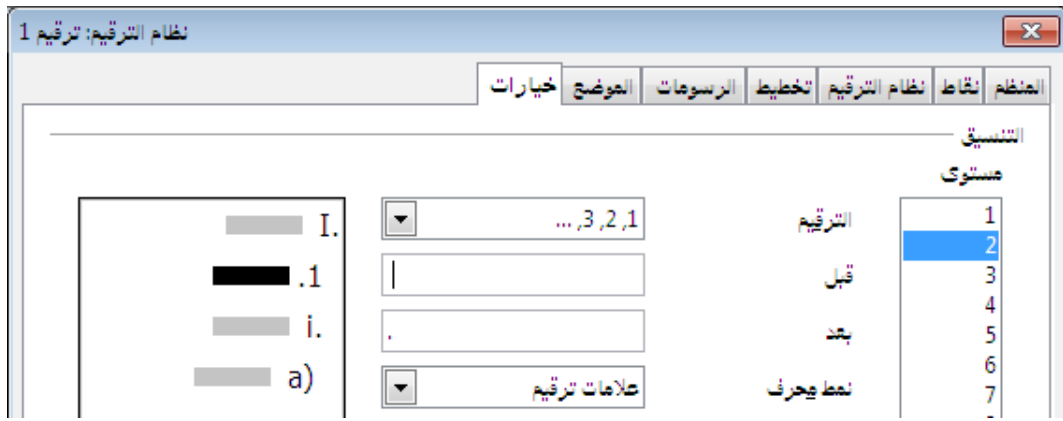 نظام الترقيم: ترقيم 1
المنظم نقاط نظام الترقيم تخطيط الرسومات الموضع خيارات
التنسيق
مستوى
1
2
3
4
5
6
7
الترقيم
1, 2, 3, ...
قبل
بعد
.
نمط محرف
علامات ترقيم
I.
1.
i.
a)